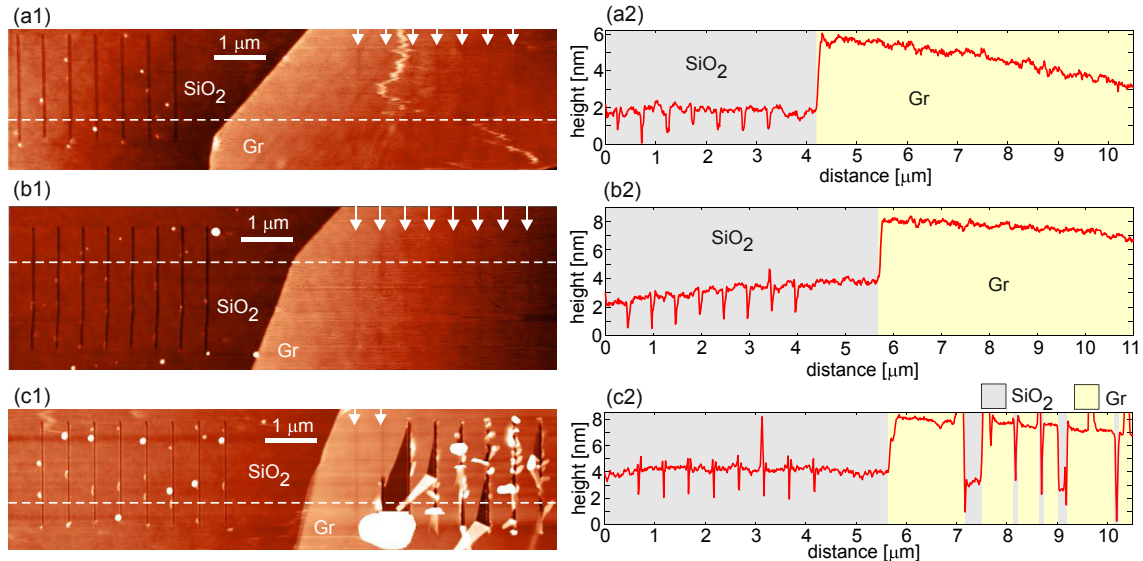 (a1)
1 μm
SiO2
Gr
(a2)
height [nm]
6
4
2
0
SiO2
Gr
0 1 2 3 4 5 6 7 8 9 10
distance [μm]
(b1)
1 μm
SiO2
Gr
(b2)
height [nm]
8
6
4
2
0
SiO2
Gr
0 1 2 3 4 5 6 7 8 9 10 11
distance [μm]
(c1)
1 μm
SiO2
Gr
(c2)
SiO2 Gr
height [nm]
8
6
4
2
0
0 1 2 3 4 5 6 7 8 9 10
distance [μm]